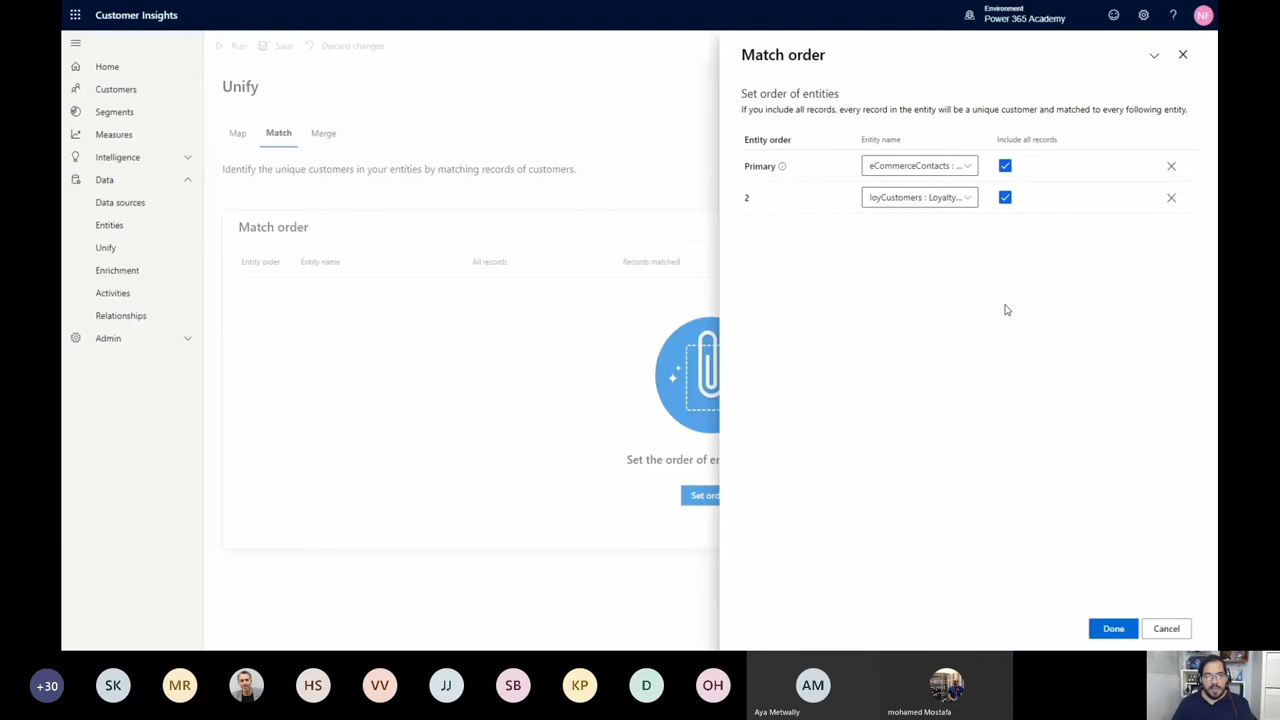 Customer Insights
Environment
Power 365 Academy
?
NF
Home
Customers
Segments
Measures
Intelligence
Data
Data sources
Entities
Unify
Enrichment
Activities
Relationships
Admin
Run
Save
Discard changes
Unify
Map
Match
Merge
Identify the unique customers in your entities by matching records of customers.
Match order
Entity order
Entity name
All records
Records matched
Set the order of
Set
Match order
Set order of entities
If you include all records, every record in the entity will be a unique customer and matched to every following entity.
Entity order
Entity name
Include all records
Primary
eCommerceContacts : ...
2
loyCustomers : Loyalty...
Done
Cancel
+30
SK
MR
HS
VV
JJ
SB
KP
D
OH
AM
Aya Metwally
mohamed Mostafa